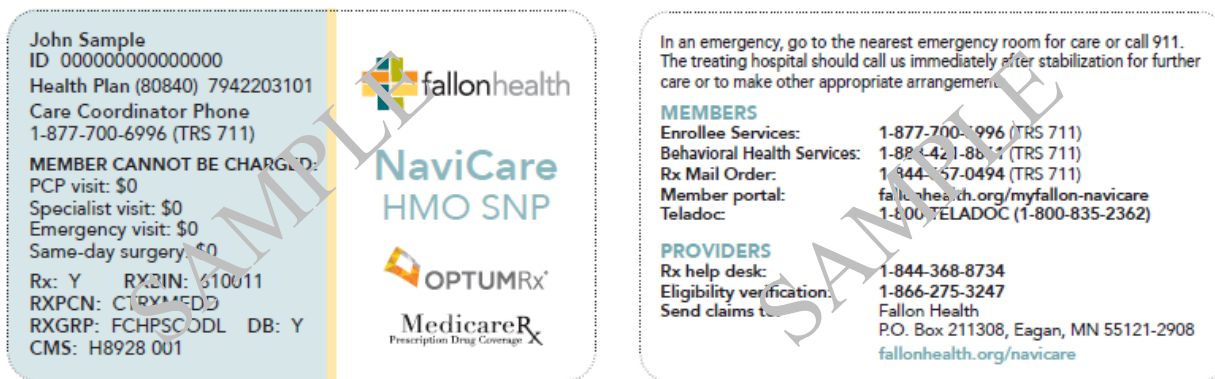 John Sample
ID 000000000000000
Health Plan (80840) 7942203101
Care Coordinator Phone
1-877-700-6996 (TRS 711)
MEMBER CANNOT BE CHARGED:
PCP visit: $0
Specialist visit: $0
Emergency visit: $0
Same-day surgery: $0
Rx: Y RXBIN: 610011
RXPCN: CTRXMEDD
RXGRP: FCHPSCODL DB: Y
CMS: H8928 001
fallonhealth
NaviCare
HMO SNP
OPTUMRx®
MedicareRx
Prescription Drug Coverage
SAMPLE
In an emergency, go to the nearest emergency room for care or call 911.
The treating hospital should call us immediately after stabilization for further
care or to make other appropriate arrangements.
MEMBERS
Enrollee Services: 1-877-700-6996 (TRS 711)
Behavioral Health Services: (TRS 711)
Rx Mail Order: (TRS 711)
Member portal: fallonhealth.org/myfallon-navicare
Teladoc: 1-800-TELADOC (1-800-835-2362)
PROVIDERS
Rx help desk: 1-844-368-8734
Eligibility verification: 1-866-275-3247
Send claims to: Fallon Health
P.O. Box 211308, Eagan, MN 55121-2908
fallonhealth.org/navicare
SAMPLE